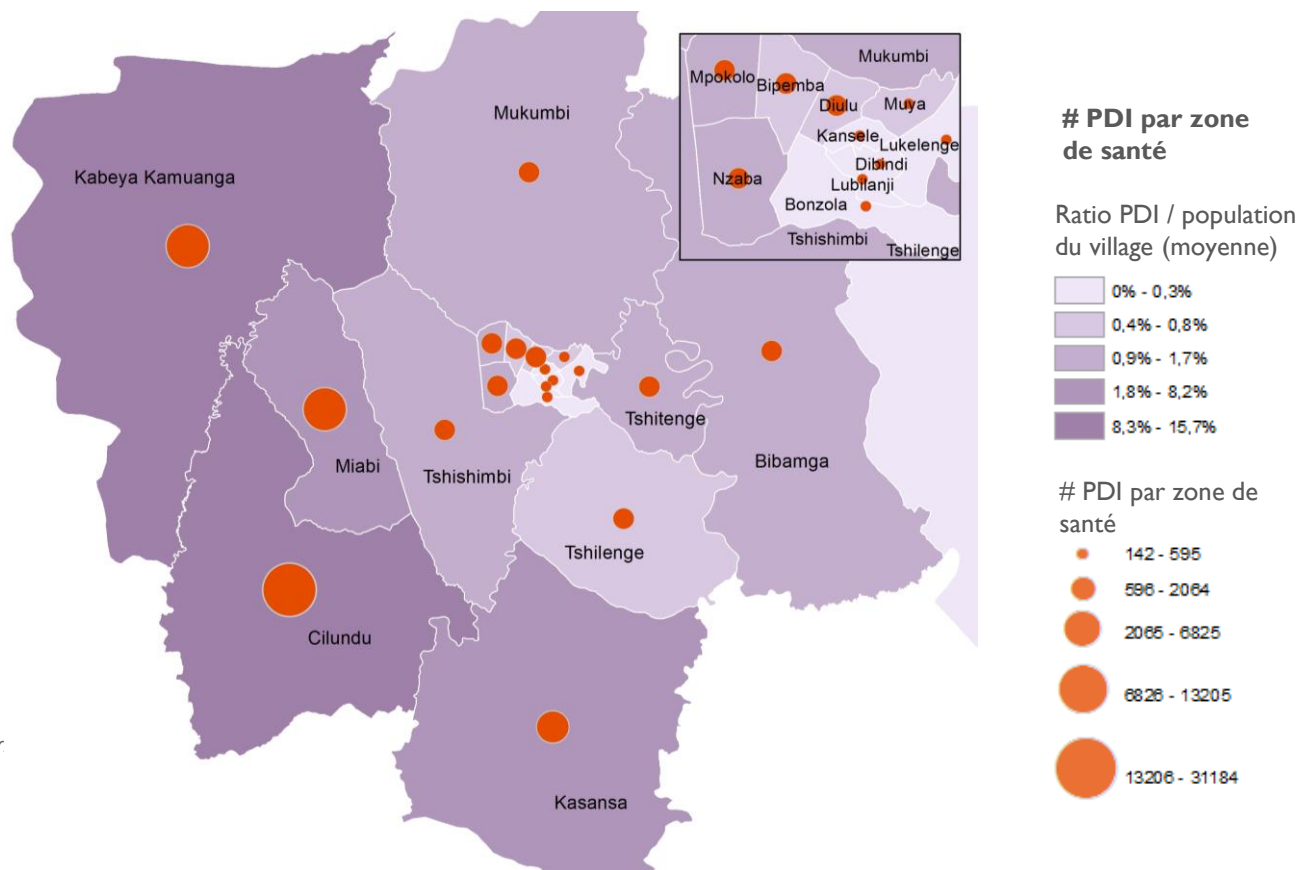 Mukumbi
Kabeya Kamuanga
Mukumbi
Mpokolo
Bipemba
Diulu
Muya
Kansele
Lukelenge
Dibindi
Nzaba
Lubilanji
Bonzola
Tshishimbi
Tshilenge
Miabi
Tshishimbi
Tshitenge
Bibamga
Tshilenge
Cilundu
Kasansa
r
# PDI par zone
de santé
Ratio PDI / population
du village (moyenne)
0% - 0,3%
0,4% - 0,8%
0,9% - 1,7%
1,8% - 8,2%
8,3% - 15,7%
# PDI par zone de
santé
142 - 595
596 - 2064
2065 - 6825
6826 - 13205
13206 - 31184